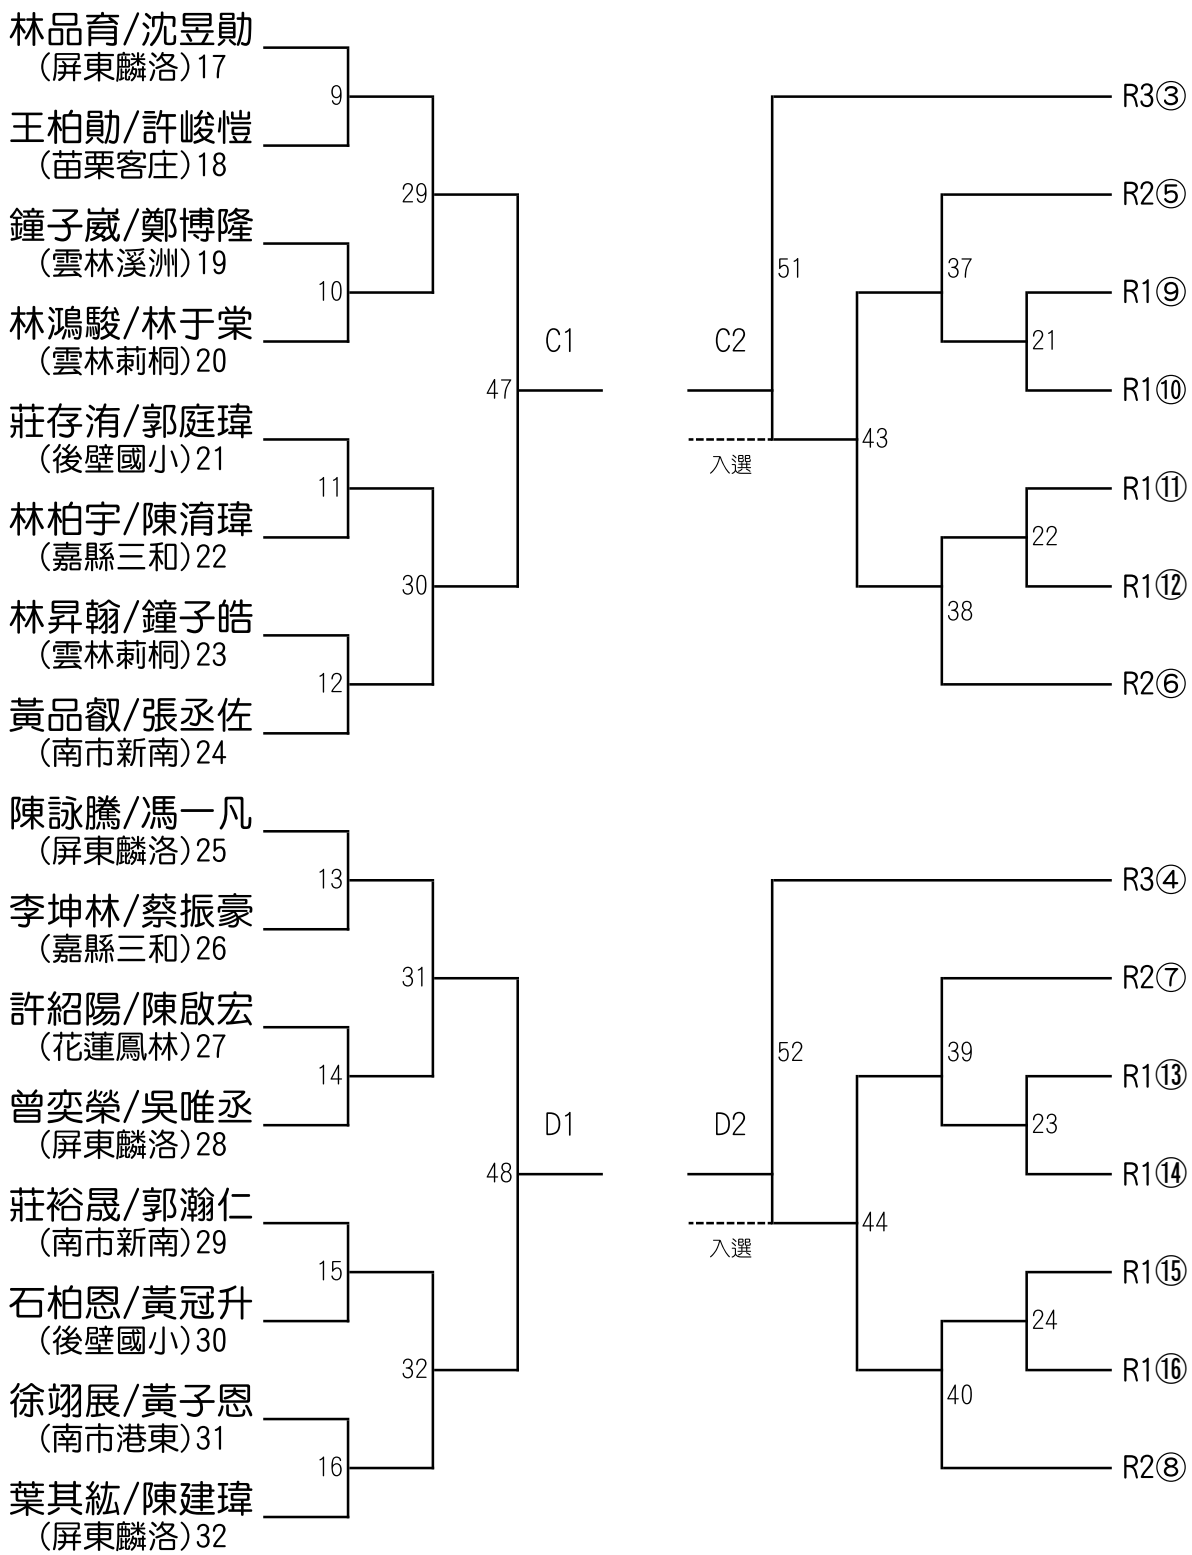 林品育/沈昱勛
(屏東麟洛)17
9
王柏勛/許峻愷
(苗栗客庄)18
29
鐘子崴/鄭博隆
(雲林溪洲)19
10
林鴻駿/林于棠
(雲林莿桐)20
C1
47
莊存洧/郭庭瑋
(後壁國小)21
11
林柏宇/陳淯瑋
(嘉縣三和)22
30
林昇翰/鐘子皓
(雲林莿桐)23
12
黃品叡/張丞佐
(南市新南)24
R3③
R2⑤
51
37
R1⑨
C2
21
R1⑩
43
入選
R1⑪
22
R1⑫
38
R2⑥
陳詠騰/馮一凡
(屏東麟洛)25
13
李坤林/蔡振豪
(嘉縣三和)26
31
許紹陽/陳啟宏
(花蓮鳳林)27
14
曾奕榮/吳唯丞
(屏東麟洛)28
D1
48
莊裕晟/郭瀚仁
(南市新南)29
15
石柏恩/黃冠升
(後壁國小)30
32
徐翊展/黃子恩
(南市港東)31
16
葉其紘/陳建瑋
(屏東麟洛)32
R3④
R2⑦
52
39
R1⑬
D2
23
R1⑭
44
入選
R1⑮
24
R1⑯
40
R2⑧